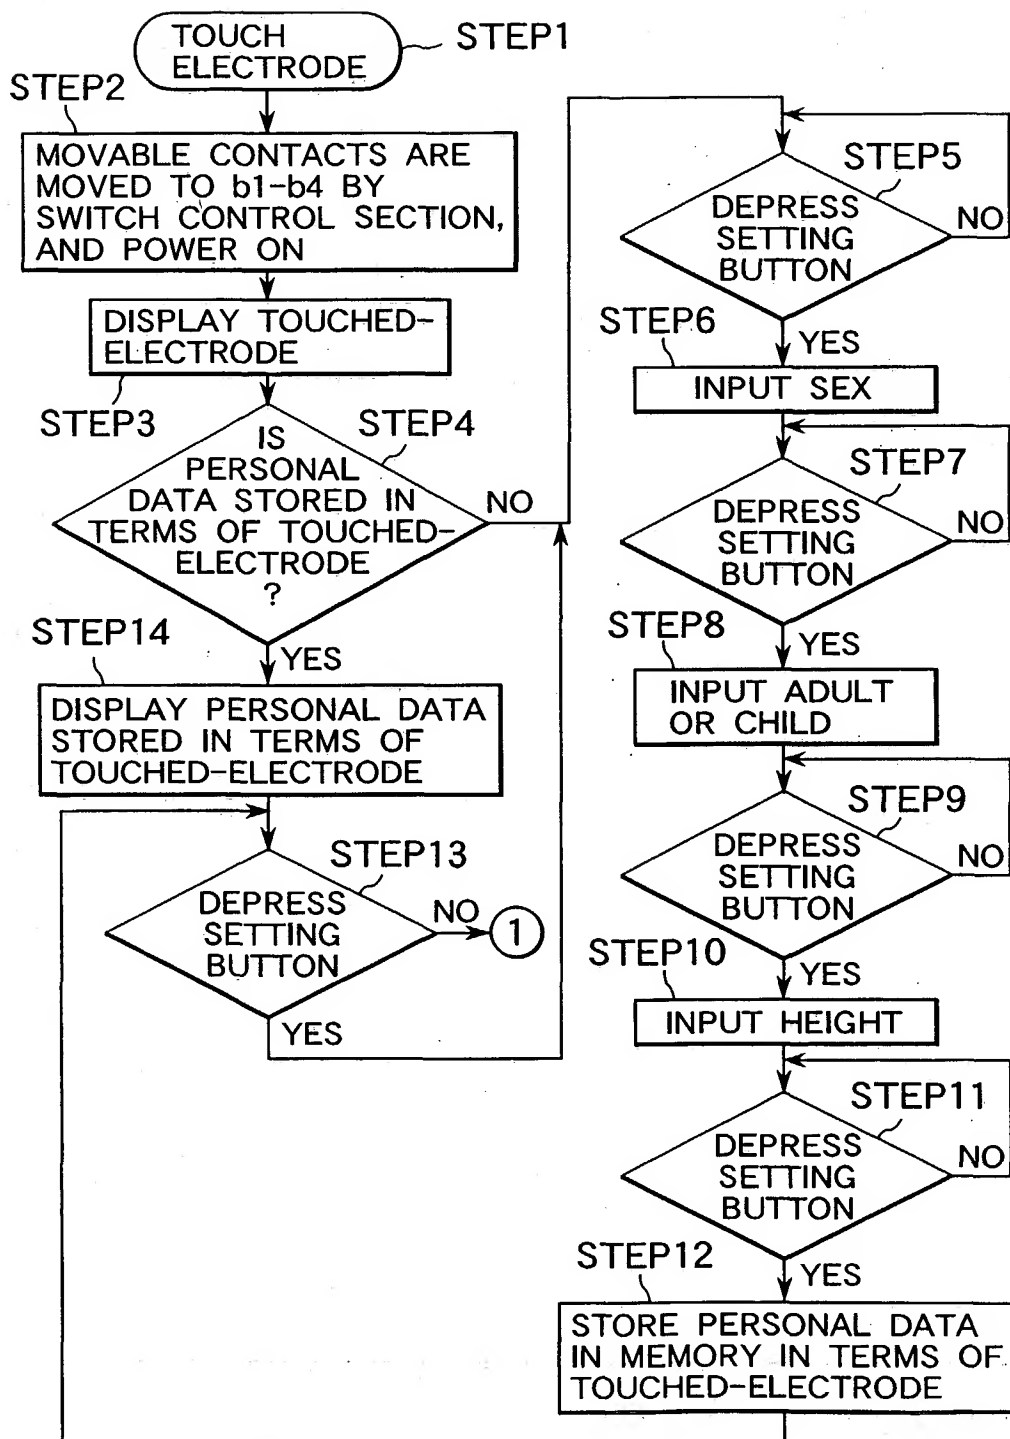 TOUCH
ELECTRODE
STEP1
STEP2
MOVABLE CONTACTS ARE
MOVED TO b1-b4 BY
SWITCH CONTROL SECTION,
AND POWER ON
DISPLAY TOUCHED-
ELECTRODE
STEP3
STEP4
IS
PERSONAL
DATA STORED IN
TERMS OF TOUCHED-
ELECTRODE
?
NO
YES
STEP14
DISPLAY PERSONAL DATA
STORED IN TERMS OF
TOUCHED-ELECTRODE
STEP13
DEPRESS
SETTING
BUTTON
NO
1
YES
STEP5
DEPRESS
SETTING
BUTTON
NO
YES
STEP6
INPUT SEX
STEP7
DEPRESS
SETTING
BUTTON
NO
YES
STEP8
INPUT ADULT
OR CHILD
STEP9
DEPRESS
SETTING
BUTTON
NO
YES
STEP10
INPUT HEIGHT
STEP11
DEPRESS
SETTING
BUTTON
NO
YES
STEP12
STORE PERSONAL DATA
IN MEMORY IN TERMS OF
TOUCHED-ELECTRODE